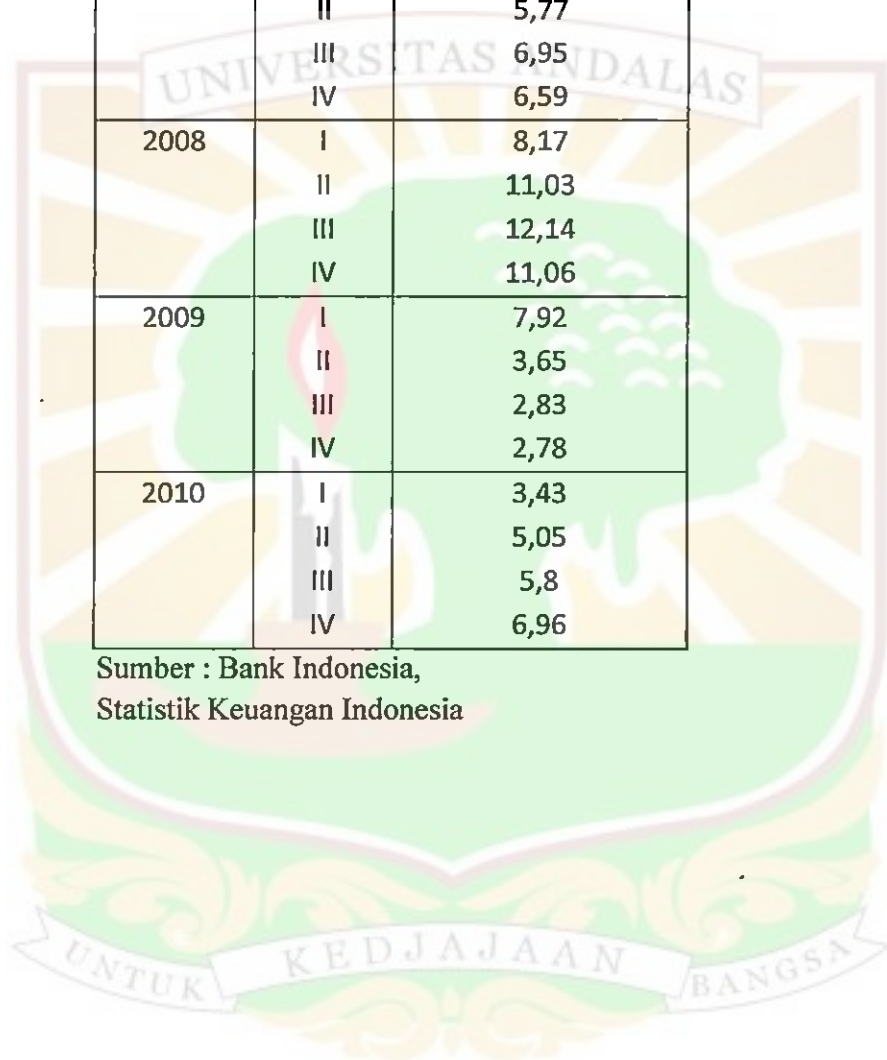 II 5,77
UNIVERSITAS ANDALAS
III 6,95
IV 6,59
2008 I 8,17
II 11,03
III 12,14
IV 11,06
2009 I 7,92
II 3,65
III 2,83
IV 2,78
2010 I 3,43
II 5,05
III 5,8
IV 6,96
Sumber : Bank Indonesia,
Statistik Keuangan Indonesia
UNTUK KEDJAJAAN BANGSA